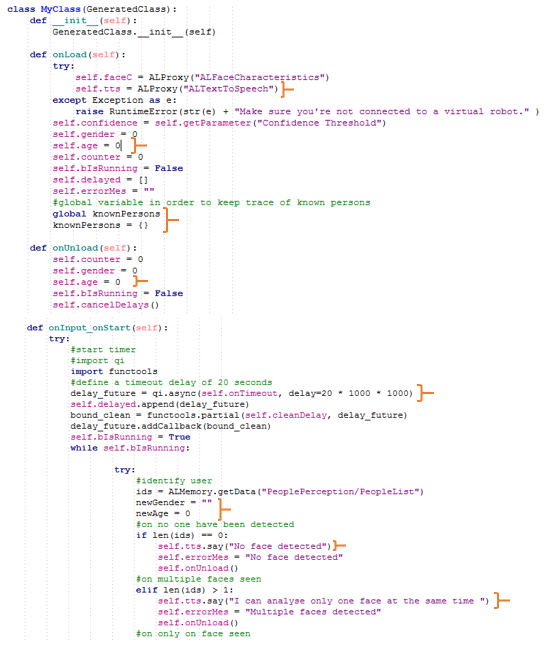 class MyClass(GeneratedClass):
    def __init__(self):
        GeneratedClass.__init__(self)

    def onLoad(self):
        try:
            self.faceC = ALProxy("ALFaceCharacteristics")
            self.tts = ALProxy("ALTextToSpeech")
        except Exception as e:
            raise RuntimeError(str(e) + "Make sure you're not connected to a virtual robot." )
        self.confidence = self.getParameter("Confidence Threshold")
        self.gender = 0
        self.age = 0
        self.counter = 0
        self.bIsRunning = False
        self.delayed = []
        self.errorMes = ""
        #global variable in order to keep trace of known persons
        global knownPersons
        knownPersons = {}

    def onUnload(self):
        self.counter = 0
        self.gender = 0
        self.age = 0
        self.bIsRunning = False
        self.cancelDelays()

    def onInput_onStart(self):
        try:
            #start timer
            #import qi
            import functools
            #define a timeout delay of 20 seconds
            delay_future = qi.async(self.onTimeout, delay=20 * 1000 * 1000)
            self.delayed.append(delay_future)
            bound_clean = functools.partial(self.cleanDelay, delay_future)
            delay_future.addCallback(bound_clean)
            self.bIsRunning = True
            while self.bIsRunning:

                try:
                    #identify user
                    ids = ALMemory.getData("PeoplePerception/PeopleList")
                    newGender = ""
                    newAge = 0
                    #on no one have been detected
                    if len(ids) == 0:
                        self.tts.say("No face detected")
                        self.errorMes = "No face detected"
                        self.onUnload()
                    #on multiple faces seen
                    elif len(ids) > 1:
                        self.tts.say("I can analyse only one face at the same time ")
                        self.errorMes = "Multiple faces detected"
                        self.onUnload()
                    #on only on face seen